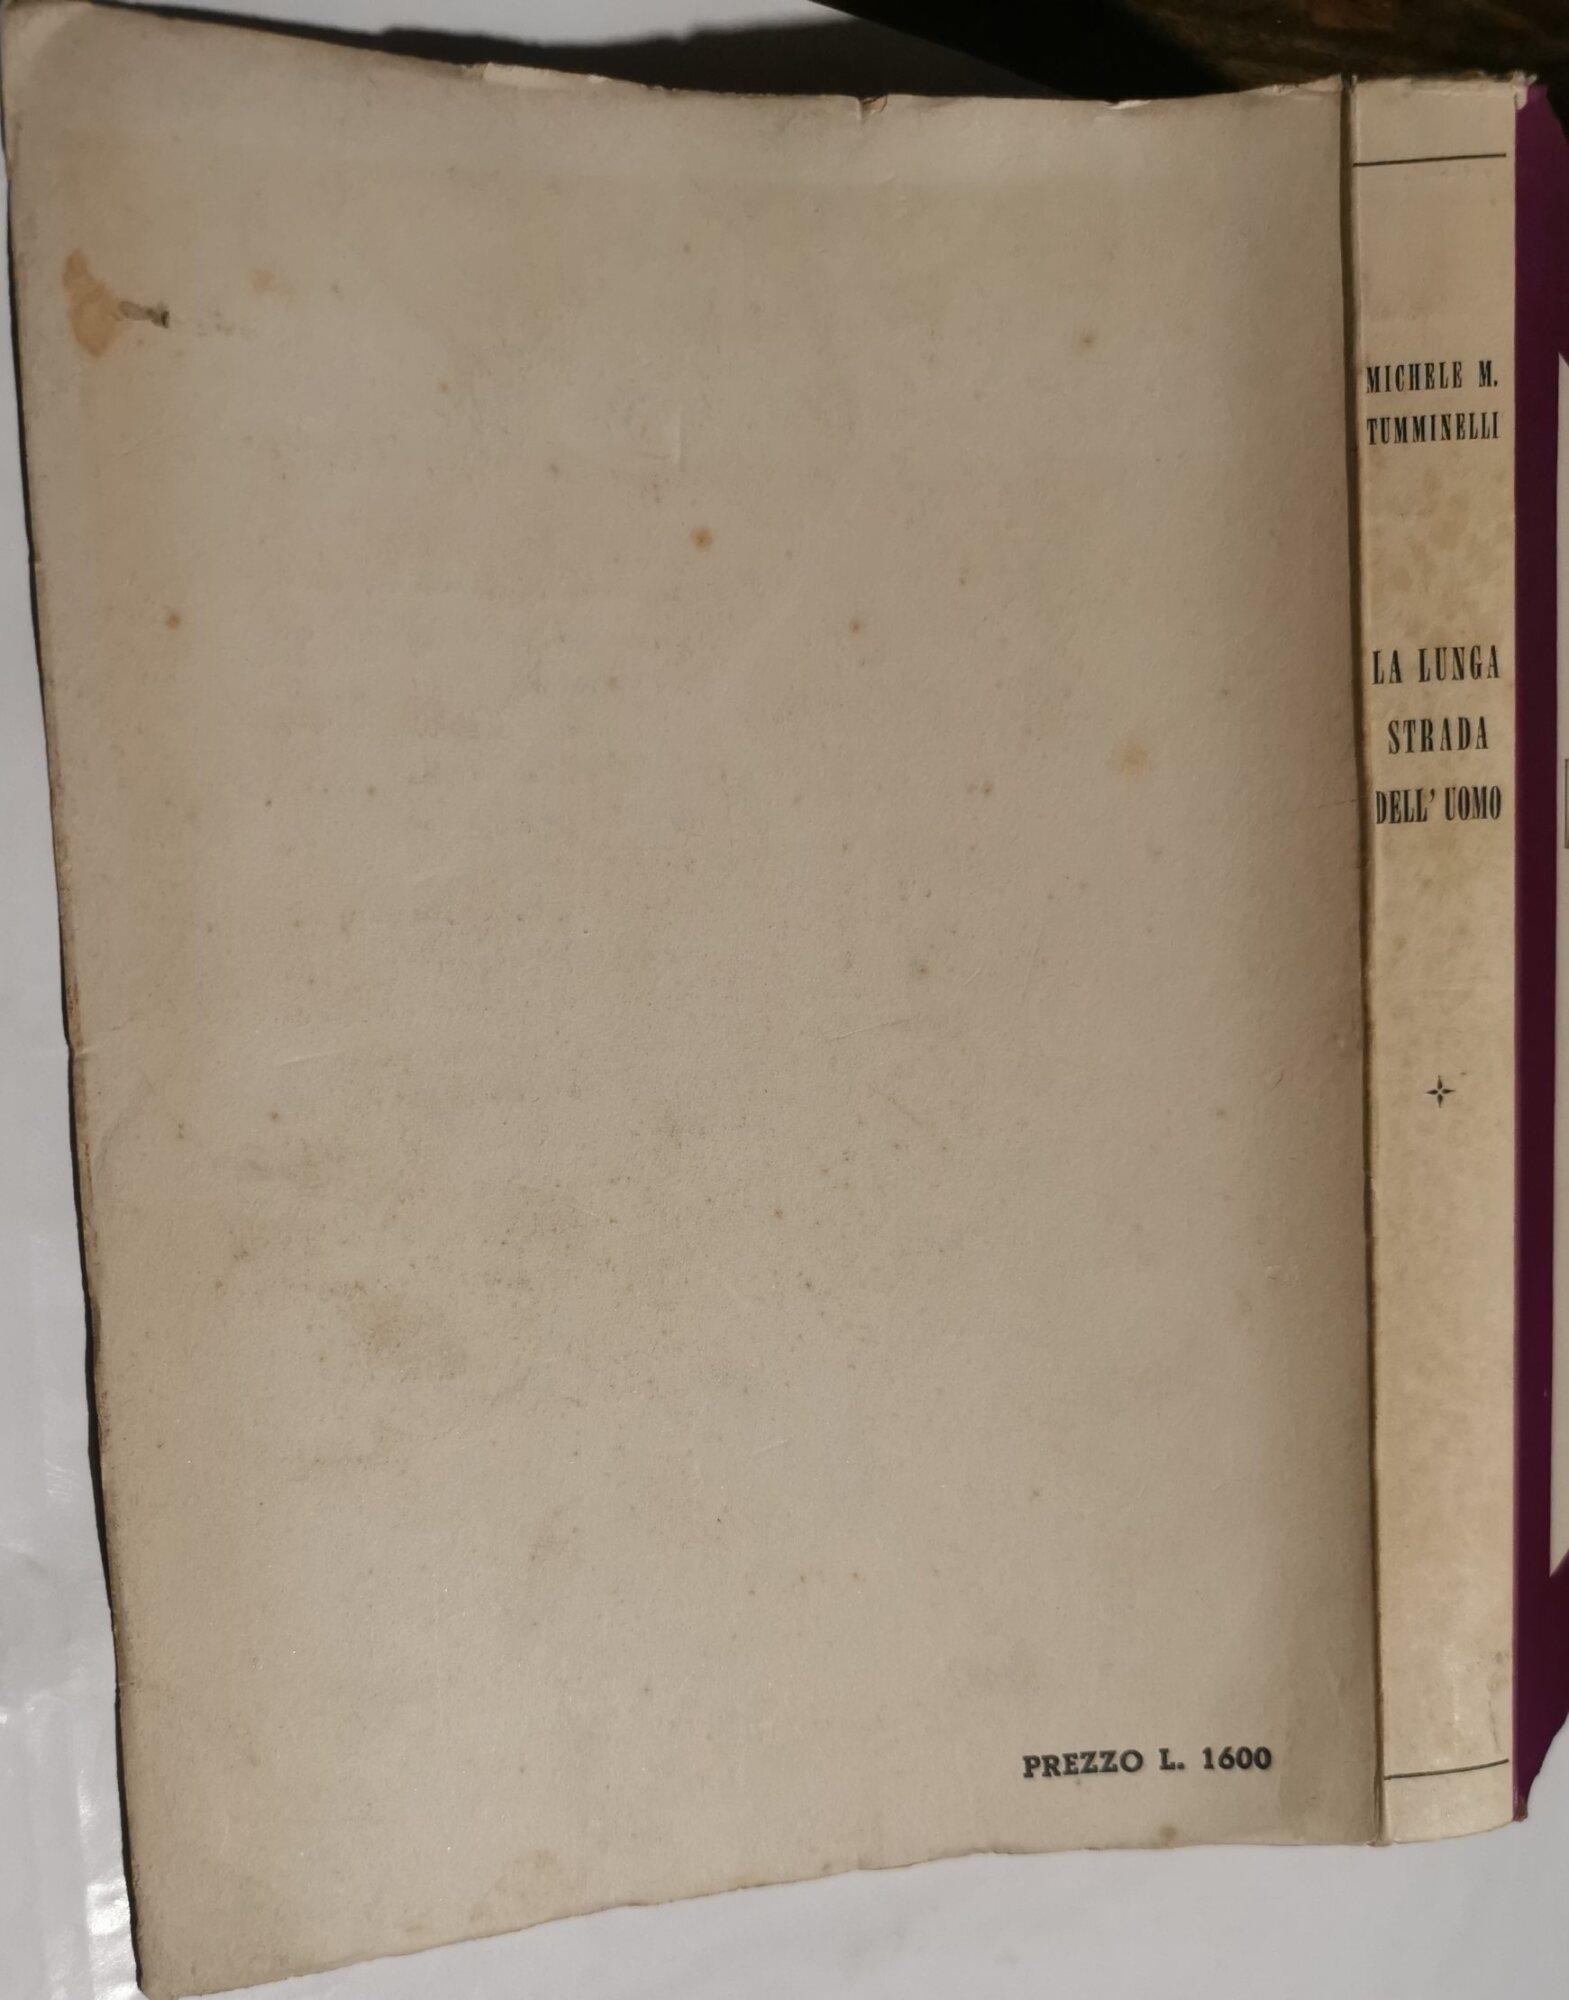 MICHELE M.
TUMMINELLI
LA LUNGA
STRADA
DELL' UOMO
PREZZO L. 1600